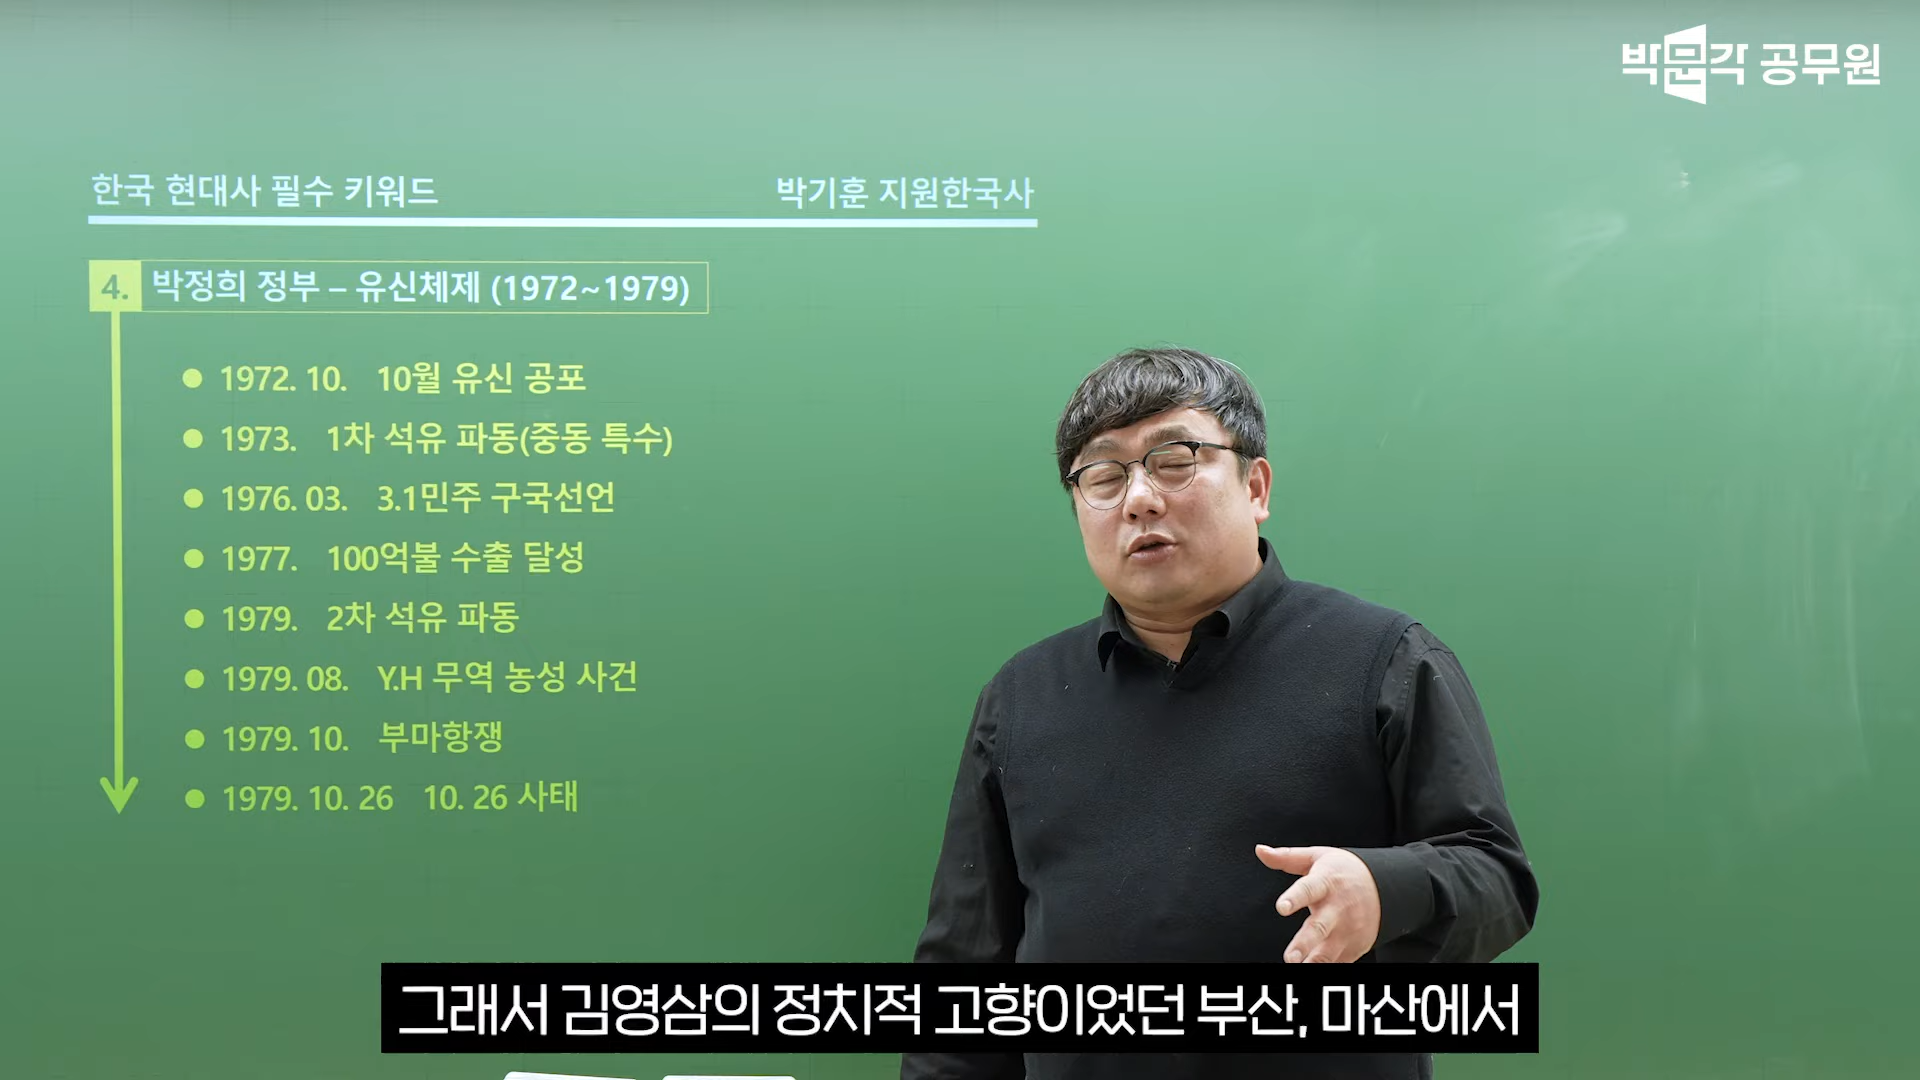 박문각 공무원
한국 현대사 필수 키워드 박기훈 지원한국사
4. 박정희 정부 – 유신체제 (1972~1979)
1972. 10. 10월 유신 공포
1973. 1차 석유 파동(중동 특수)
1976. 03. 3.1민주 구국선언
1977. 100억불 수출 달성
1979. 2차 석유 파동
1979. 08. Y.H 무역 농성 사건
1979. 10. 부마항쟁
1979. 10. 26 10. 26 사태
그래서 김영삼의 정치적 고향이었던 부산, 마산에서